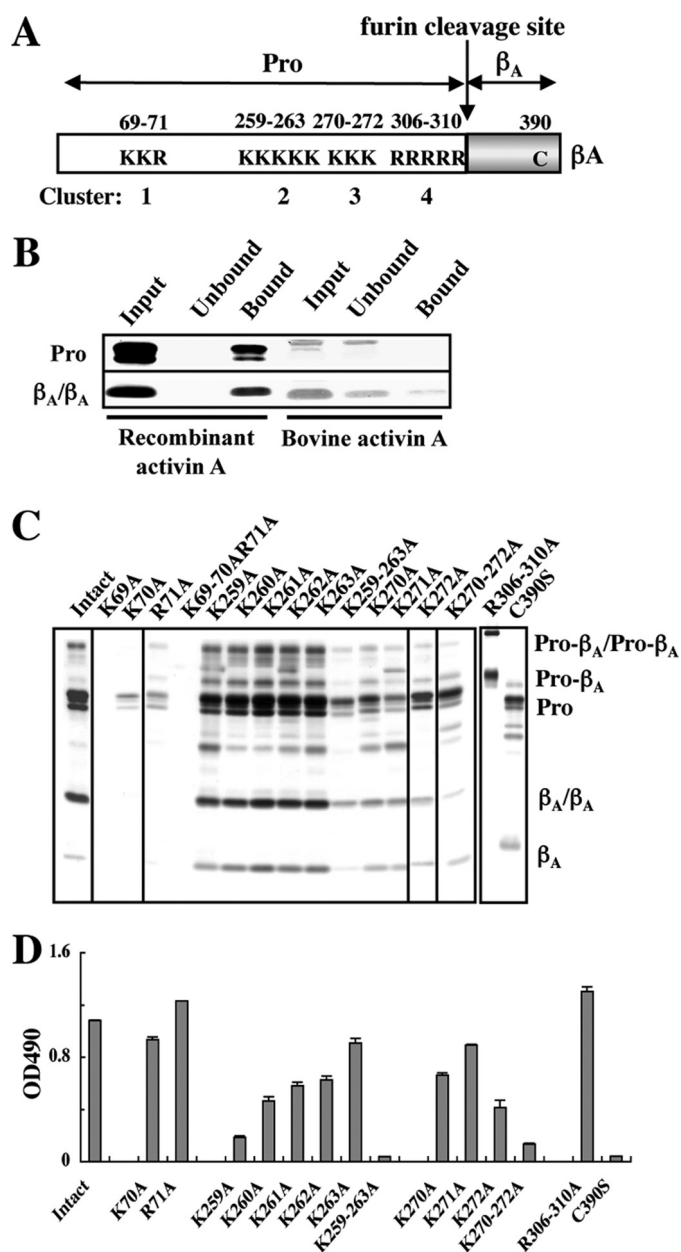 A
furin cleavage site
Pro
βA
69-71 259-263 270-272 306-310 390
KKR KKKKK KKK RRRRR C βA
Cluster: 1 2 3 4
B
Input Unbound Bound Input Unbound Bound
Pro
βA/βA
Recombinant activin A
Bovine activin A
C
Intact K69A K70A R71A K69-70AR71A K259A K260A K261A K262A K263A K259-263A K270A K271A K272A K270-272A R306-310A C390S
Pro-βA/Pro-βA
Pro-βA
Pro
βA/βA
βA
D
1.6
0.8
0
OD490
Intact K70A R71A K259A K260A K261A K262A K263A K259-263A K270A K271A K272A K270-272A R306-310A C390S